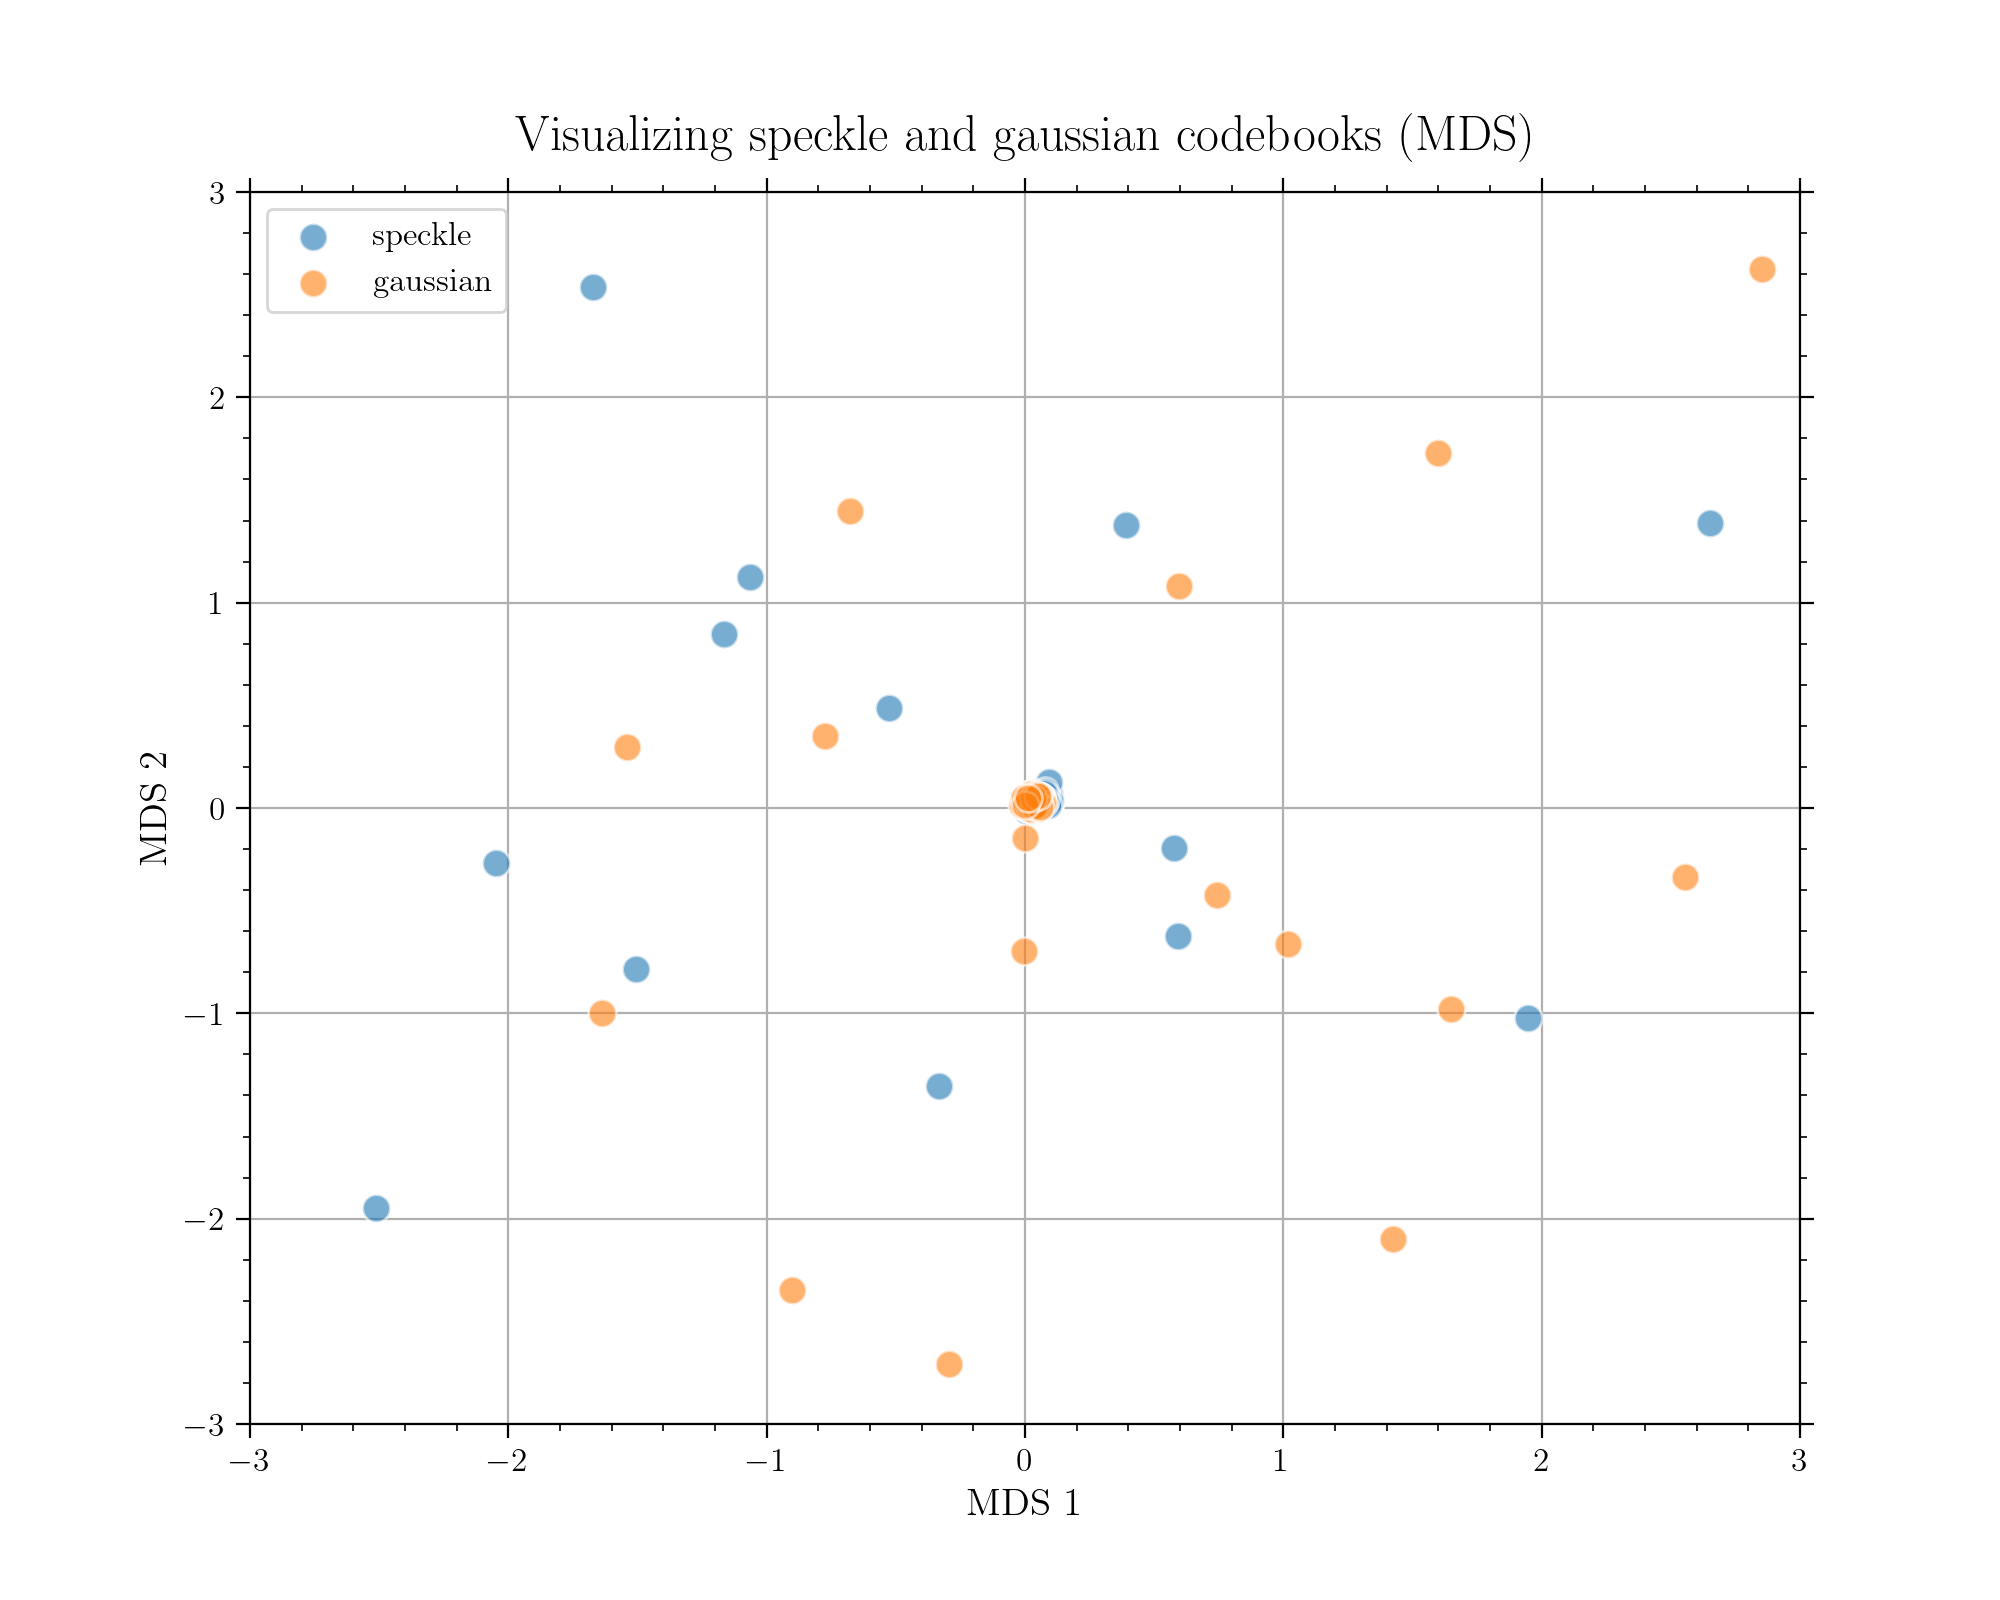 Visualizing speckle and gaussian codebooks (MDS)
speckle
gaussian
3
2
1
0
−1
−2
−3
MDS 2
−3
−2
−1
0
1
2
3
MDS 1